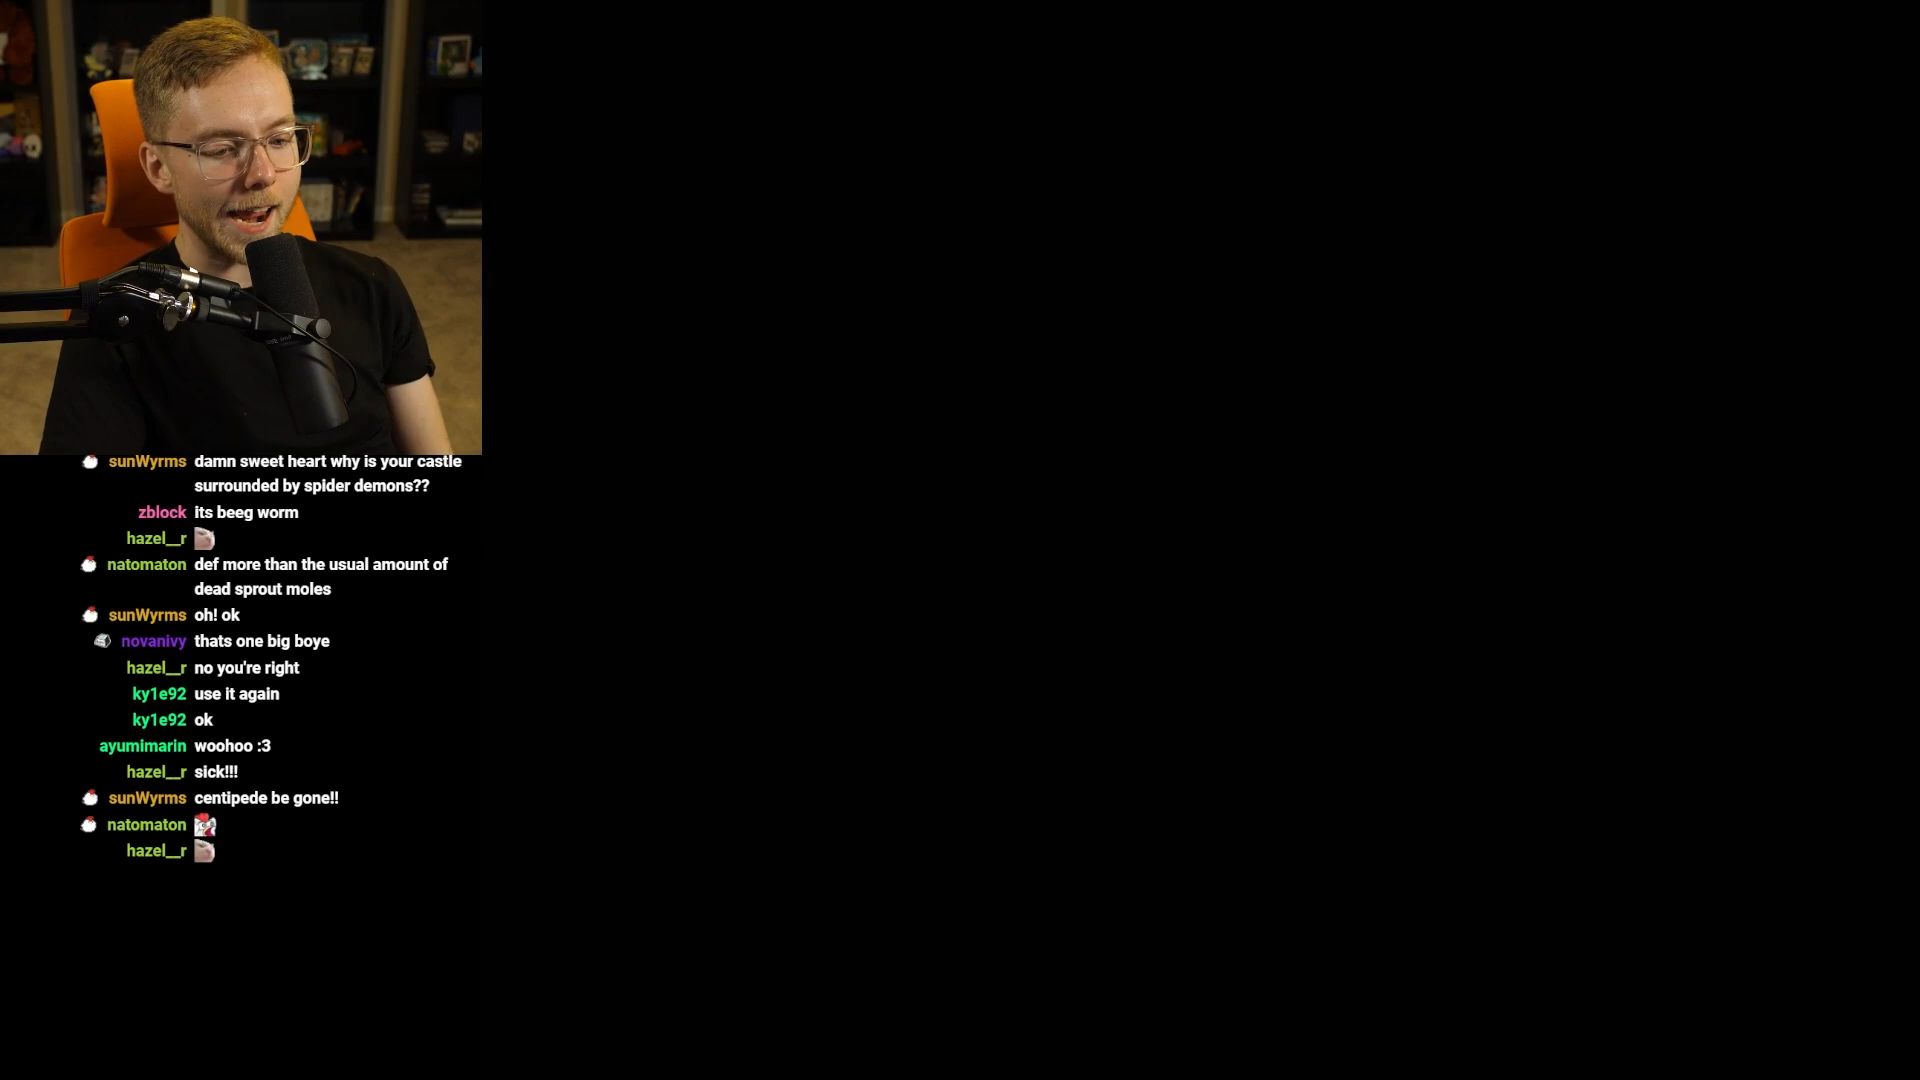 sunWyrms damn sweet heart why is your castle
surrounded by spider demons??
zblock its beeg worm
hazel__r
natomaton def more than the usual amount of
dead sprout moles
sunWyrms oh! ok
novanivy thats one big boye
hazel__r no you're right
ky1e92 use it again
ky1e92 ok
ayumimarin woohoo :3
hazel__r sick!!!
sunWyrms centipede be gone!!
natomaton
hazel__r